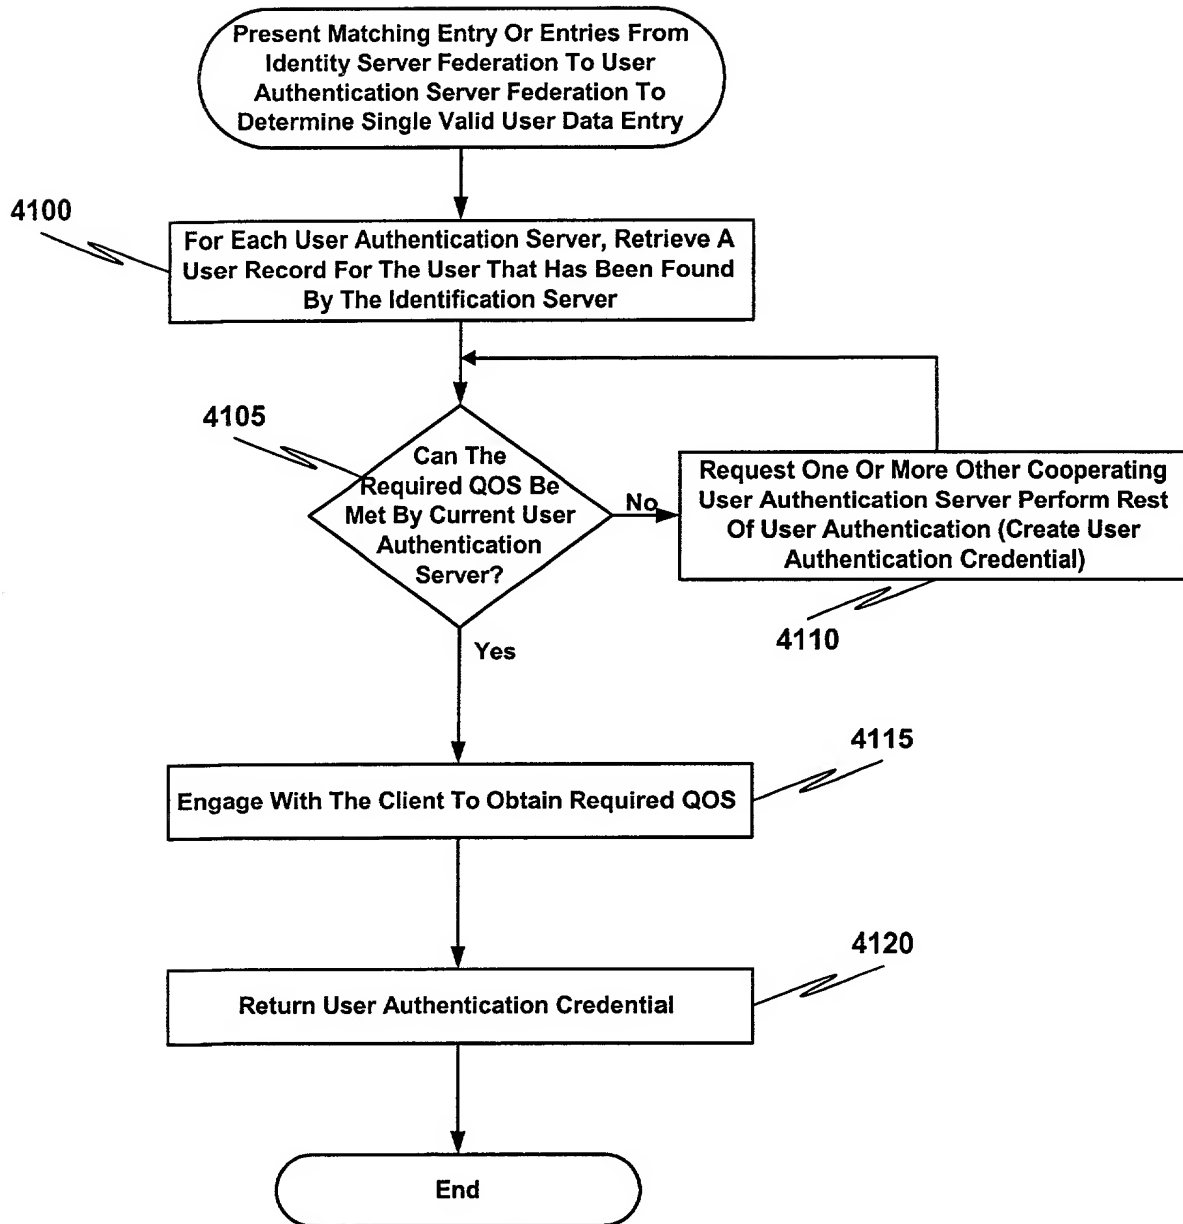 Present Matching Entry Or Entries From
Identity Server Federation To User
Authentication Server Federation To
Determine Single Valid User Data Entry
4100
For Each User Authentication Server, Retrieve A
User Record For The User That Has Been Found
By The Identification Server
4105
Can The
Required QOS Be
Met By Current User
Authentication
Server?
No
Request One Or More Other Cooperating
User Authentication Server Perform Rest
Of User Authentication (Create User
Authentication Credential)
4110
Yes
4115
Engage With The Client To Obtain Required QOS
4120
Return User Authentication Credential
End